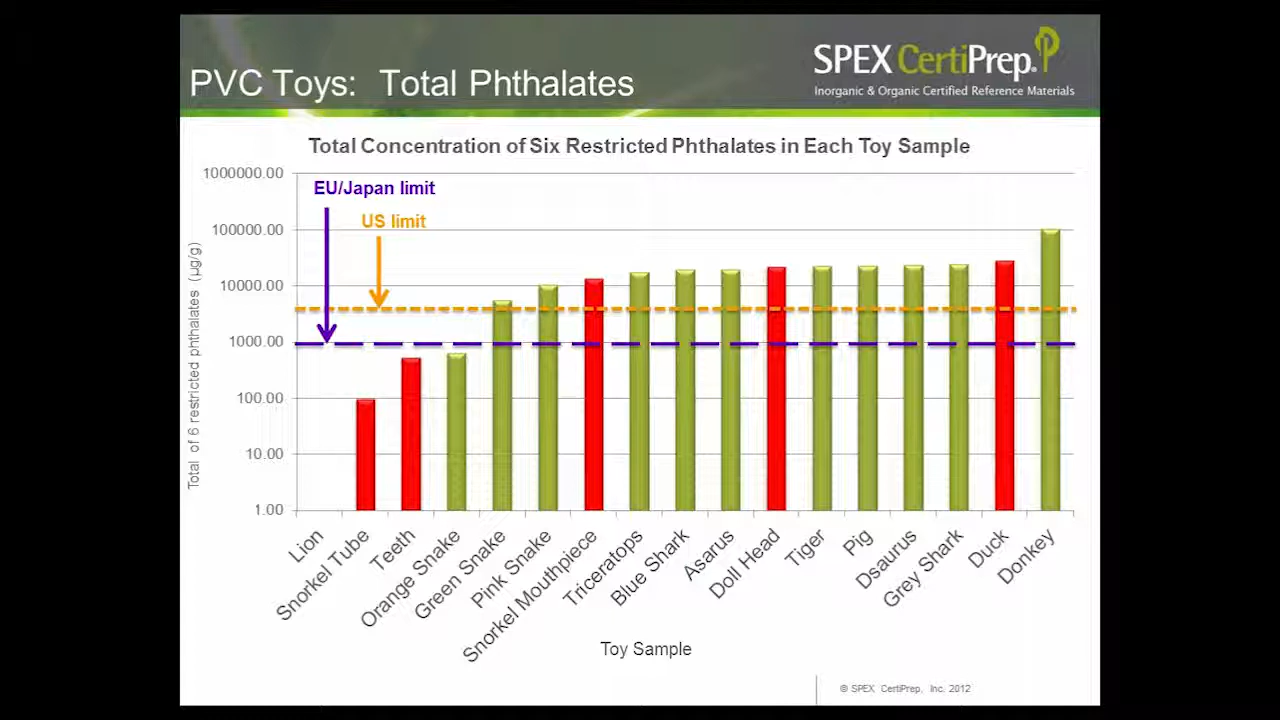 PVC Toys: Total Phthalates
SPEX CertiPrep.
Inorganic & Organic Certified Reference Materials
Total Concentration of Six Restricted Phthalates in Each Toy Sample
1000000.00
EU/Japan limit
US limit
100000.00
10000.00
1000.00
100.00
10.00
1.00
Total of 6 restricted phthalates (µg/g)
Lion
Snorkel Tube
Teeth
Orange Snake
Green Snake
Pink Snake
Snorkel Mouthpiece
Triceratops
Blue Shark
Asarus
Doll Head
Tiger
Pig
Dsaurus
Grey Shark
Duck
Donkey
Toy Sample
© SPEX CertiPrep, Inc. 2012